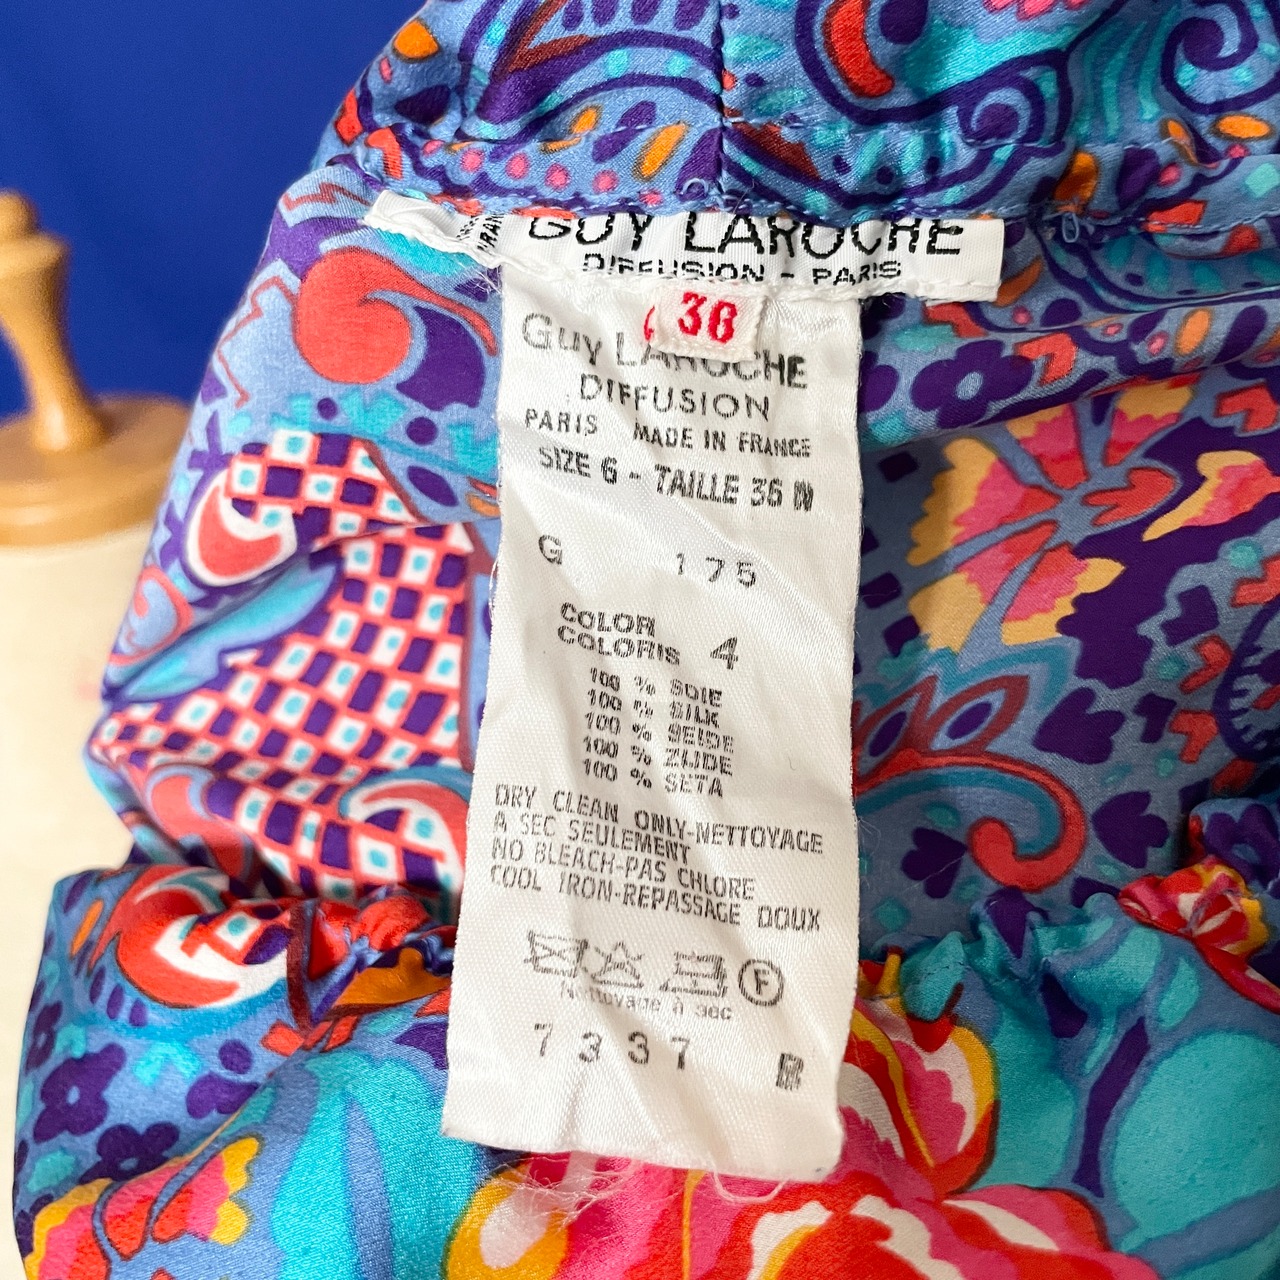 GUY LAROCHE
DIFFUSION - PARIS
36
GUY LAROCHE
DIFFUSION
PARIS MADE IN FRANCE
SIZE 6 - TAILLE 36 N
G 175
COLOR
COLORIS 4
100 % SOIE
100 % SILK
100 % SEIDE
100 % ZIJDE
100 % SETA
DRY CLEAN ONLY-NETTOYAGE
A SEC SEULEMENT
NO BLEACH-PAS CHLORE
COOL IRON-REPASSAGE DOUX
F
Nettoyage à sec
7337 B